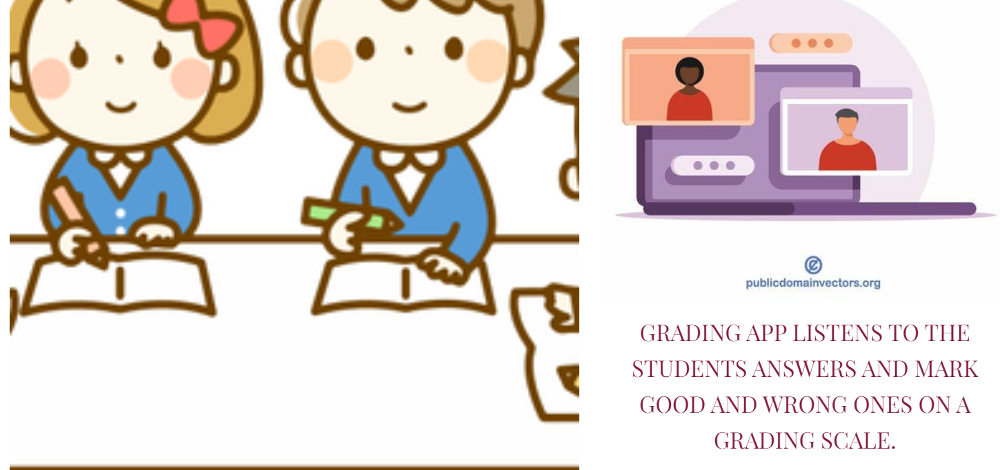 publicdomainvectors.org
GRADING APP LISTENS TO THE
STUDENTS ANSWERS AND MARK
GOOD AND WRONG ONES ON A
GRADING SCALE.